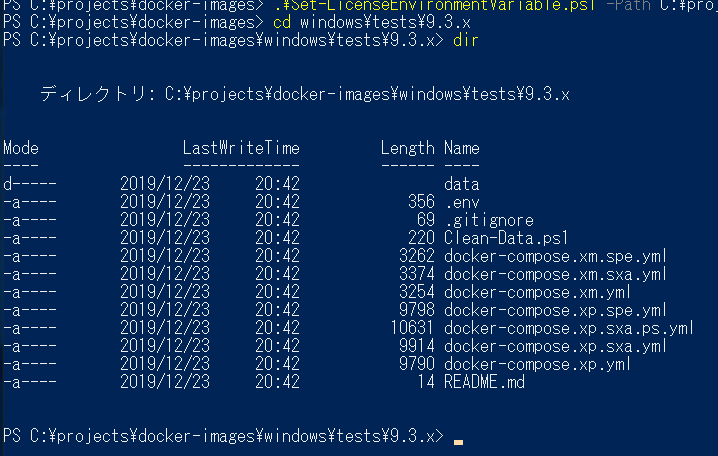 PS C:¥projects¥docker-images> .¥Set-LicenseEnvironmentVariable.ps1 -Path C:¥proj
PS C:¥projects¥docker-images> cd windows¥tests¥9.3.x
PS C:¥projects¥docker-images¥windows¥tests¥9.3.x> dir
ディレクトリ: C:¥projects¥docker-images¥windows¥tests¥9.3.x
Mode LastWriteTime Length Name
---- ------------- ------ ----
d----- 2019/12/23 20:42 data
-a---- 2019/12/23 20:42 356 .env
-a---- 2019/12/23 20:42 69 .gitignore
-a---- 2019/12/23 20:42 220 Clean-Data.ps1
-a---- 2019/12/23 20:42 3262 docker-compose.xm.spe.yml
-a---- 2019/12/23 20:42 3374 docker-compose.xm.sxa.yml
-a---- 2019/12/23 20:42 3254 docker-compose.xm.yml
-a---- 2019/12/23 20:42 9798 docker-compose.xp.spe.yml
-a---- 2019/12/23 20:42 10631 docker-compose.xp.sxa.ps.yml
-a---- 2019/12/23 20:42 9914 docker-compose.xp.sxa.yml
-a---- 2019/12/23 20:42 9790 docker-compose.xp.yml
-a---- 2019/12/23 20:42 14 README.md
PS C:¥projects¥docker-images¥windows¥tests¥9.3.x>